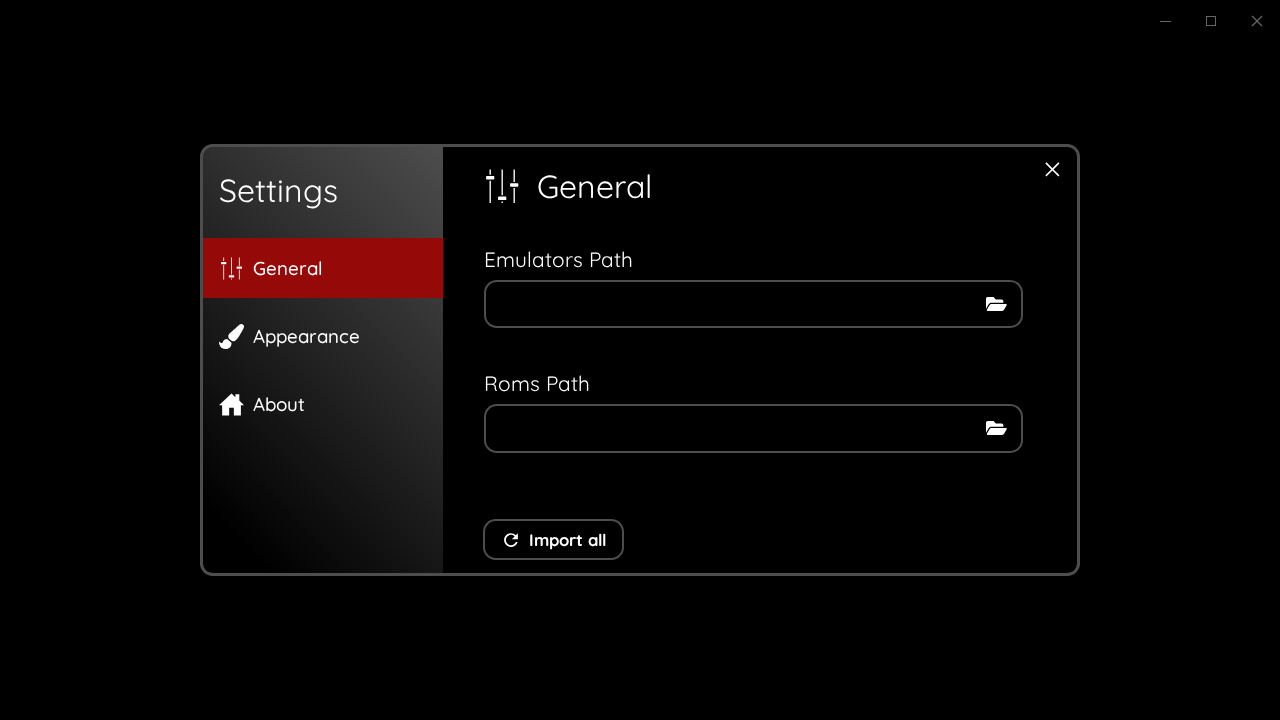 Settings
General
Appearance
About
General
Emulators Path
Roms Path
Import all